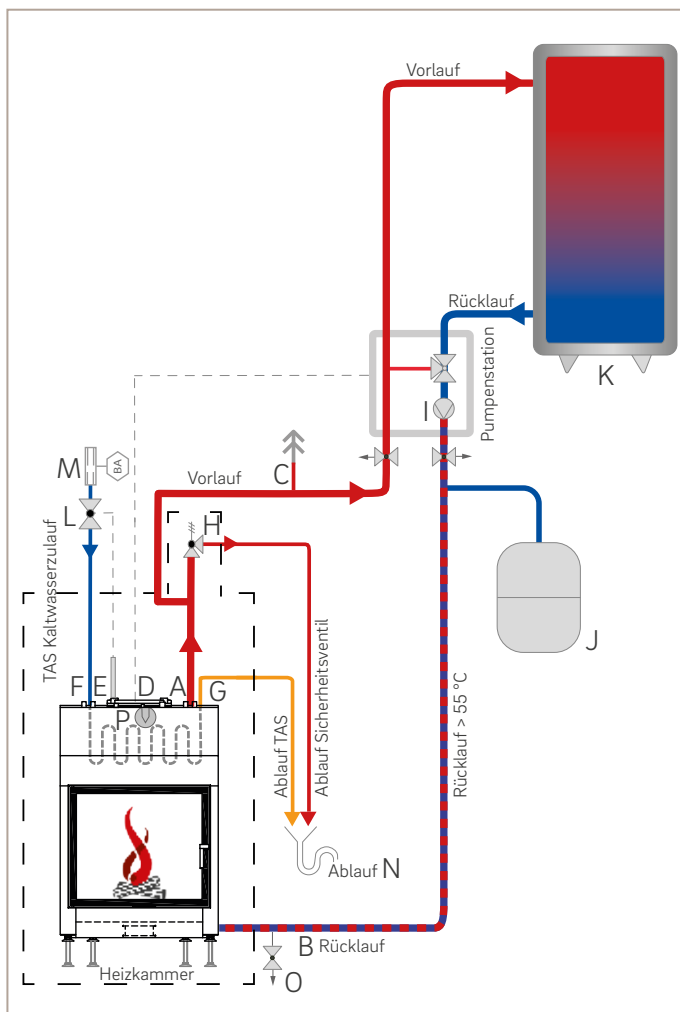 Vorlauf
Rücklauf
K
I
Pumpenstation
M
BA
L
C
Vorlauf
H
TAS Kaltwasserzulauf
J
F
E
D
A
G
P
Ablauf TAS
Ablauf Sicherheitsventil
Rücklauf > 55 °C
Ablauf N
B Rücklauf
Heizkammer
O